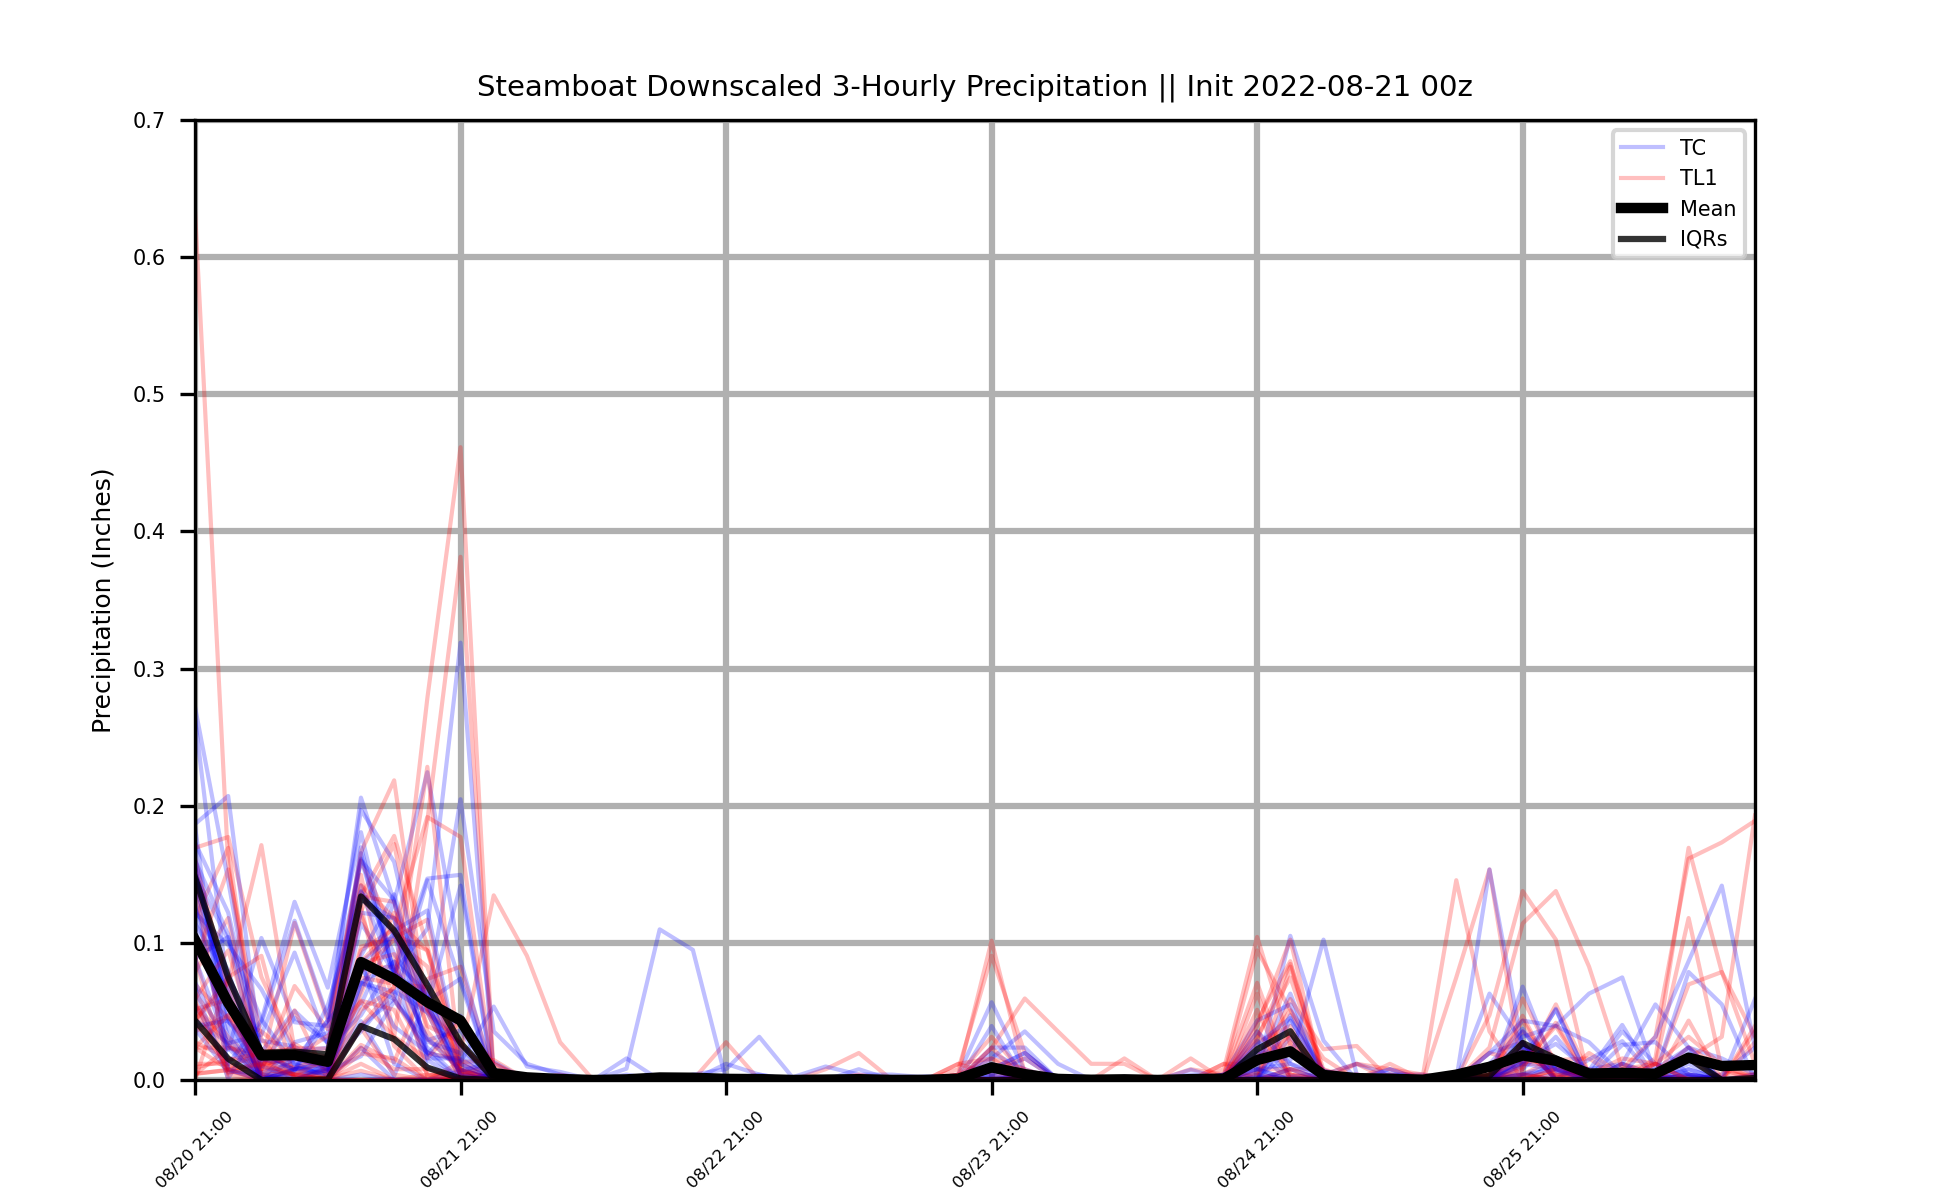 Steamboat Downscaled 3-Hourly Precipitation || Init 2022-08-21 00z
TC
TL1
Mean
IQRs
Precipitation (Inches)
0.7
0.6
0.5
0.4
0.3
0.2
0.1
0.0
08/20 21:00
08/21 21:00
08/22 21:00
08/23 21:00
08/24 21:00
08/25 21:00